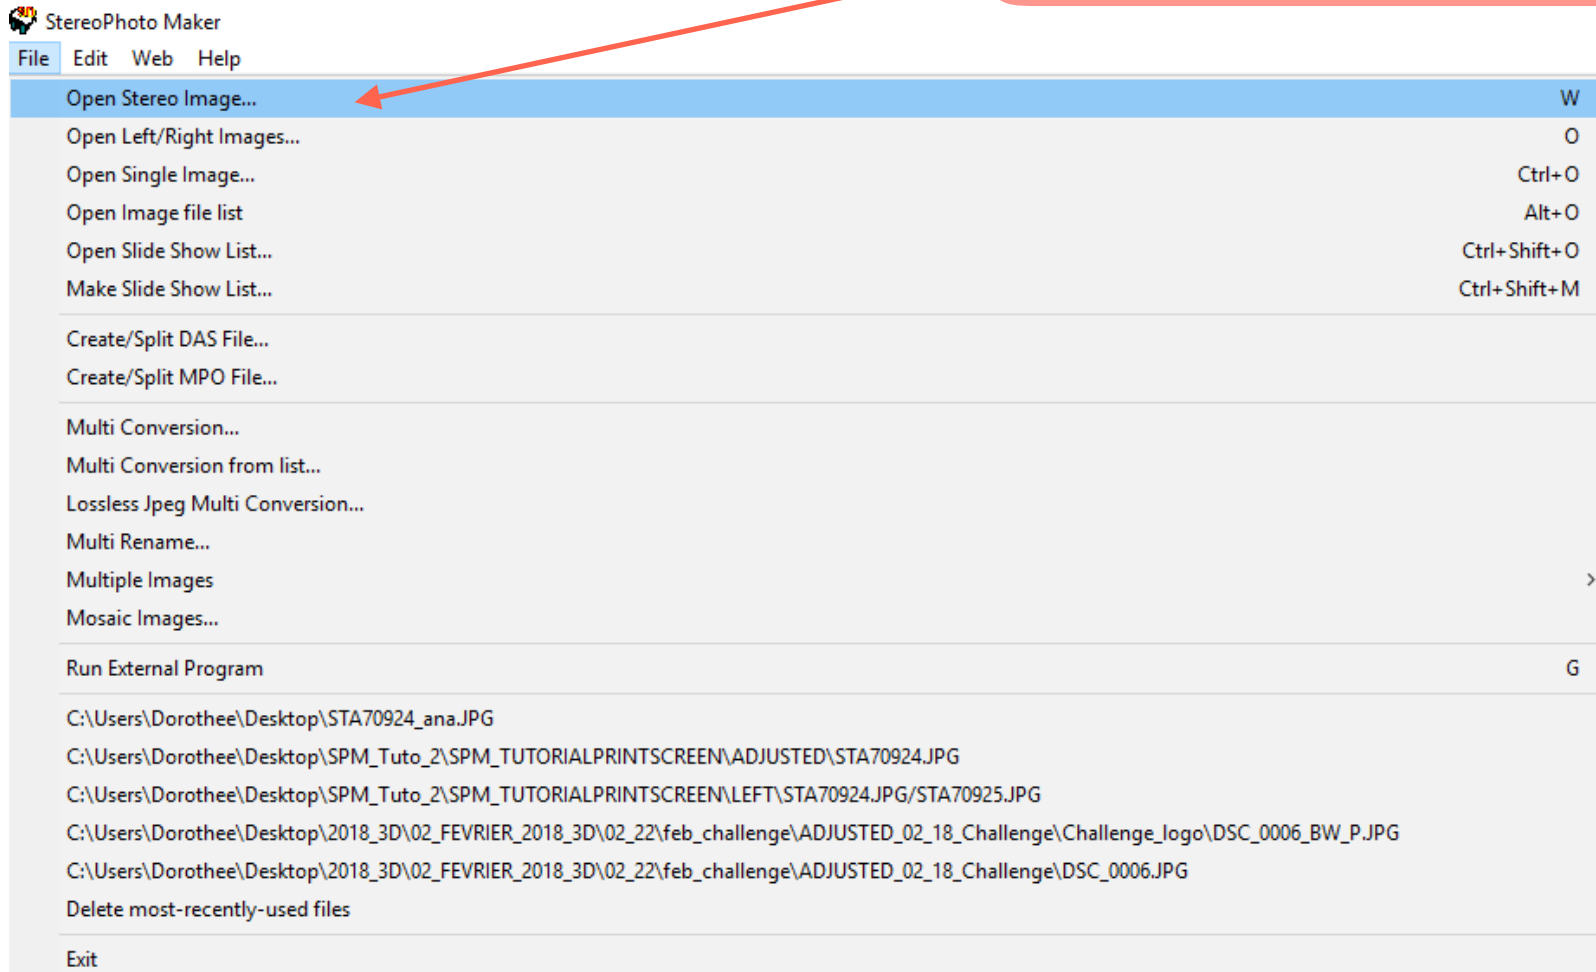 StereoPhoto Maker
File Edit Web Help
Open Stereo Image... W
Open Left/Right Images... O
Open Single Image... Ctrl+O
Open Image file list Alt+O
Open Slide Show List... Ctrl+Shift+O
Make Slide Show List... Ctrl+Shift+M
Create/Split DAS File...
Create/Split MPO File...
Multi Conversion...
Multi Conversion from list...
Lossless Jpeg Multi Conversion...
Multi Rename...
Multiple Images >
Mosaic Images...
Run External Program G
C:\Users\Dorothee\Desktop\STA70924_ana.JPG
C:\Users\Dorothee\Desktop\SPM_Tuto_2\SPM_TUTORIALPRINTSCREEN\ADJUSTED\STA70924.JPG
C:\Users\Dorothee\Desktop\SPM_Tuto_2\SPM_TUTORIALPRINTSCREEN\LEFT\STA70924.JPG/STA70925.JPG
C:\Users\Dorothee\Desktop\2018_3D\02_FEVRIER_2018_3D\02_22\feb_challenge\ADJUSTED_02_18_Challenge\Challenge_logo\DSC_0006_BW_P.JPG
C:\Users\Dorothee\Desktop\2018_3D\02_FEVRIER_2018_3D\02_22\feb_challenge\ADJUSTED_02_18_Challenge\DSC_0006.JPG
Delete most-recently-used files
Exit